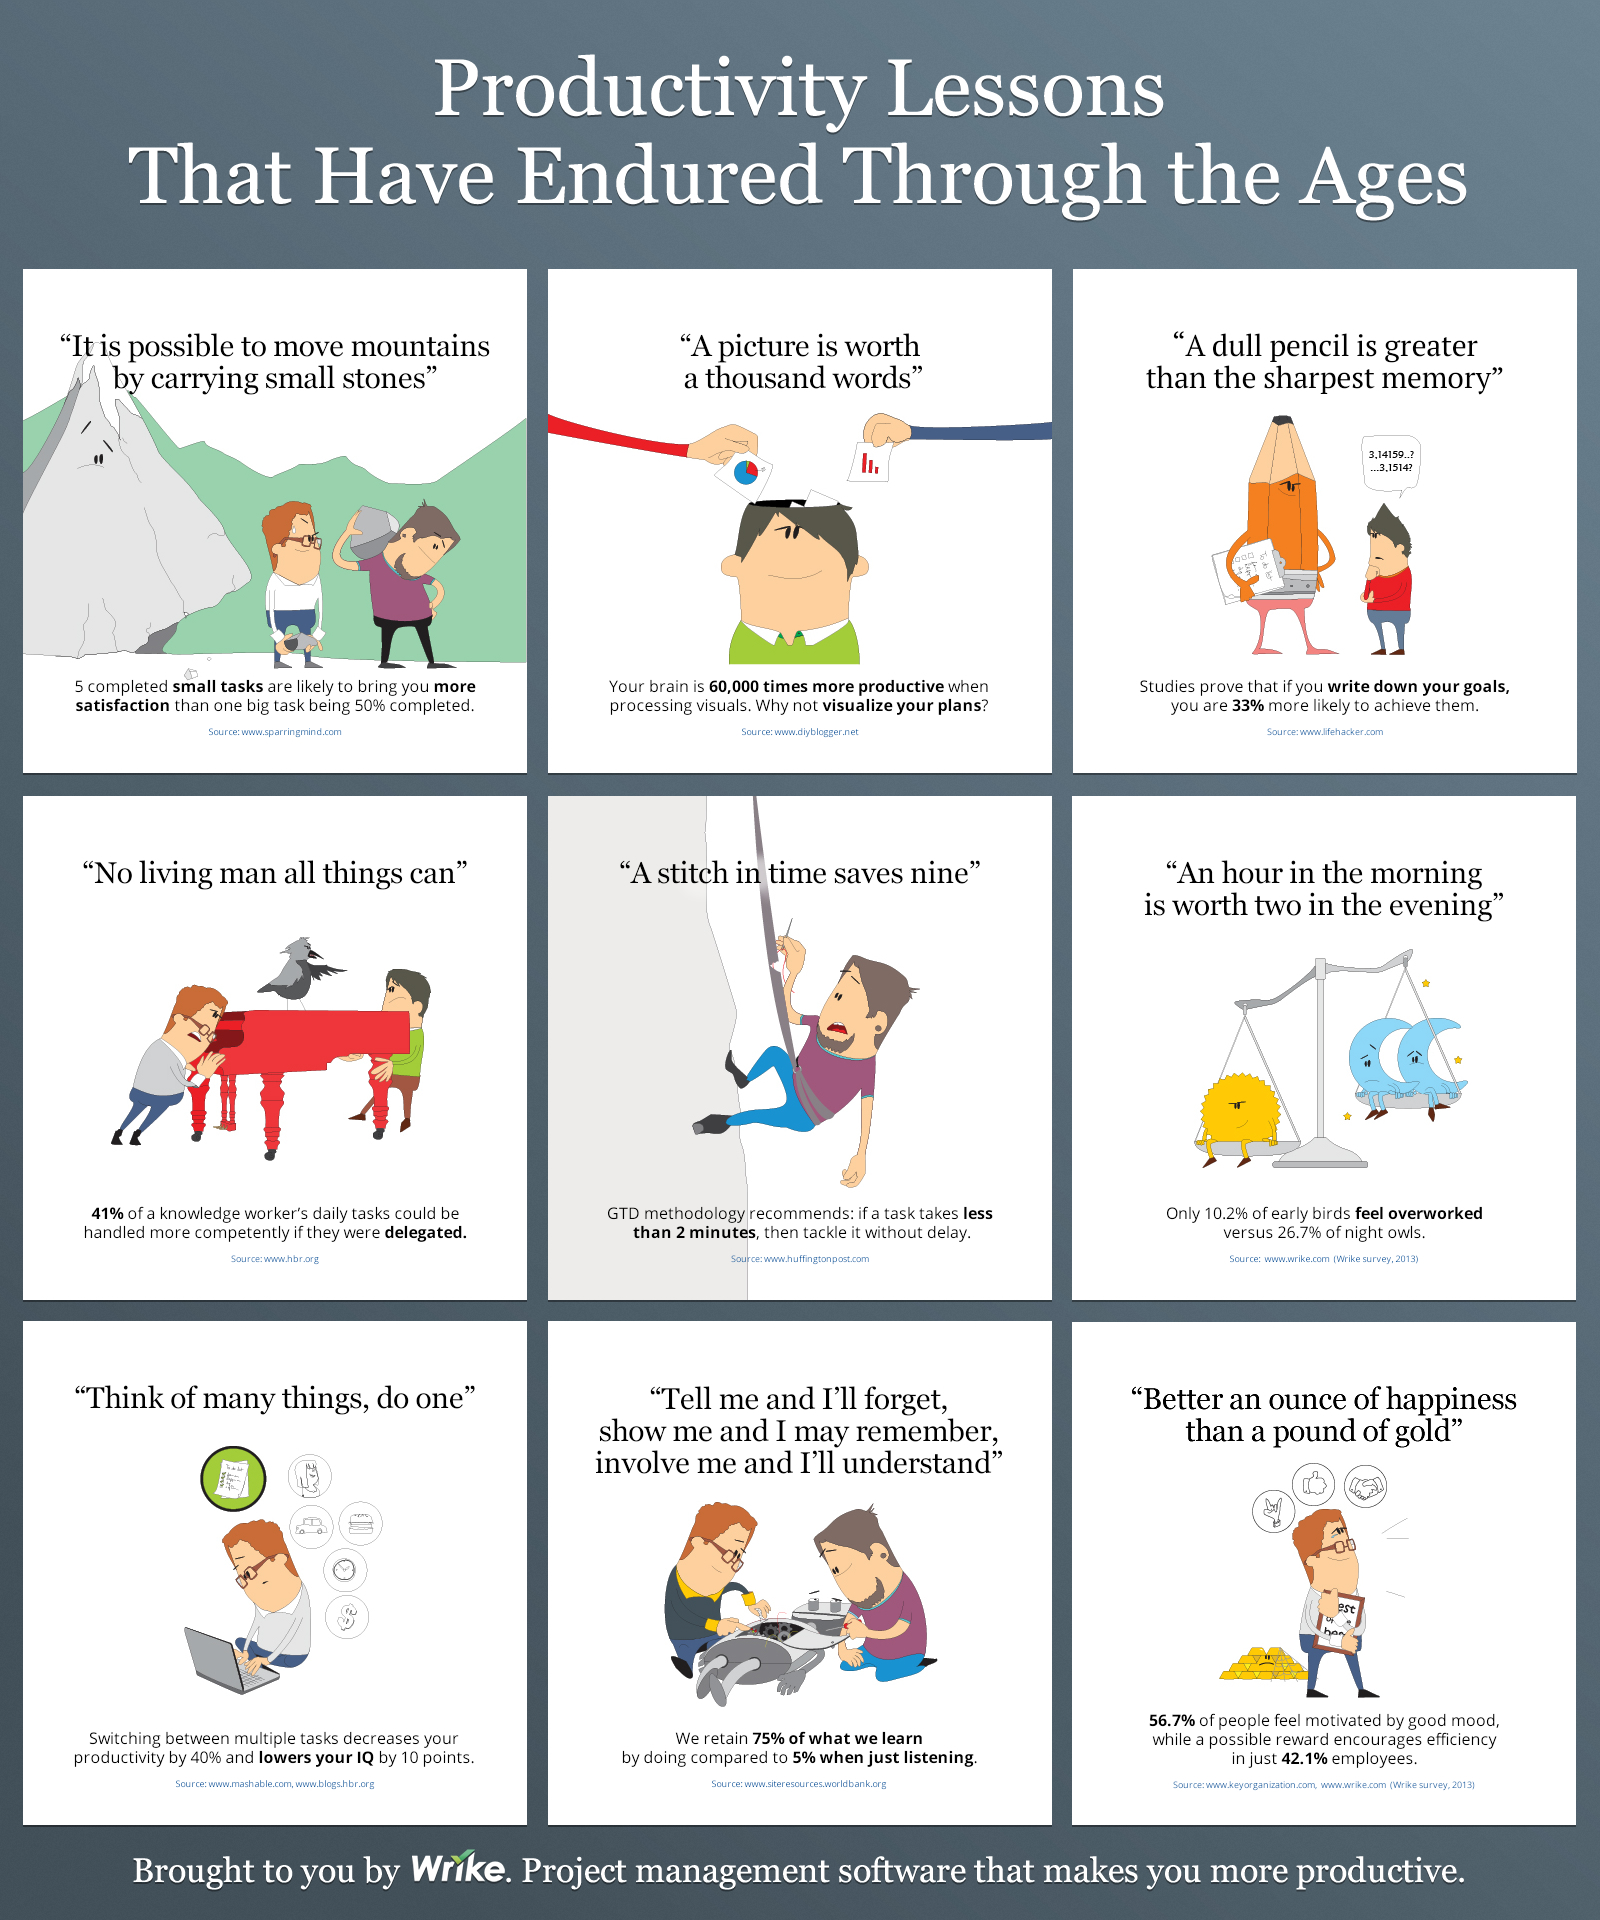 Productivity Lessons
That Have Endured Through the Ages
“It is possible to move mountains
by carrying small stones”
5 completed small tasks are likely to bring you more
satisfaction than one big task being 50% completed.
Source: www.sparringmind.com
“A picture is worth
a thousand words”
Your brain is 60,000 times more productive when
processing visuals. Why not visualize your plans?
Source: www.diyblogger.net
“A dull pencil is greater
than the sharpest memory”
3,14159..?
...3,1514?
To do list
Studies prove that if you write down your goals,
you are 33% more likely to achieve them.
Source: www.lifehacker.com
“No living man all things can”
41% of a knowledge worker’s daily tasks could be
handled more competently if they were delegated.
Source: www.hbr.org
“A stitch in time saves nine”
GTD methodology recommends: if a task takes less
than 2 minutes, then tackle it without delay.
Source: www.huffingtonpost.com
“An hour in the morning
is worth two in the evening”
Only 10.2% of early birds feel overworked
versus 26.7% of night owls.
Source: www.wrike.com (Wrike survey, 2013)
“Think of many things, do one”
To do list
Switching between multiple tasks decreases your
productivity by 40% and lowers your IQ by 10 points.
Source: www.mashable.com, www.blogs.hbr.org
“Tell me and I’ll forget,
show me and I may remember,
involve me and I’ll understand”
We retain 75% of what we learn
by doing compared to 5% when just listening.
Source: www.siteresources.worldbank.org
“Better an ounce of happiness
than a pound of gold”
56.7% of people feel motivated by good mood,
while a possible reward encourages efficiency
in just 42.1% employees.
Source: www.keyorganization.com, www.wrike.com (Wrike survey, 2013)
Brought to you by Wrike. Project management software that makes you more productive.